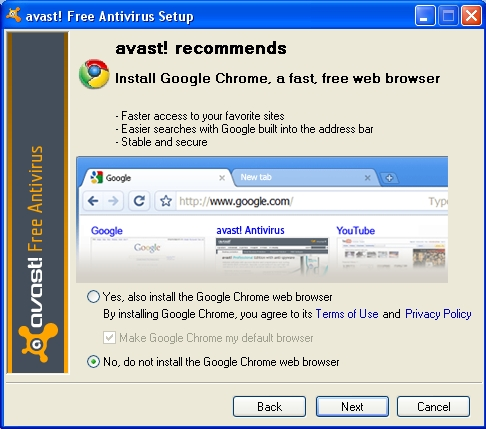 avast! Free Antivirus Setup
avast! Free Antivirus
avast! recommends
Install Google Chrome, a fast, free web browser
- Faster access to your favorite sites
- Easier searches with Google built into the address bar
- Stable and secure
Google
New tab
http://www.google.com/
Type
Google
avast! Antivirus
YouTube
Yes, also install the Google Chrome web browser
By installing Google Chrome, you agree to its Terms of Use and Privacy Policy
Make Google Chrome my default browser
No, do not install the Google Chrome web browser
Back
Next
Cancel